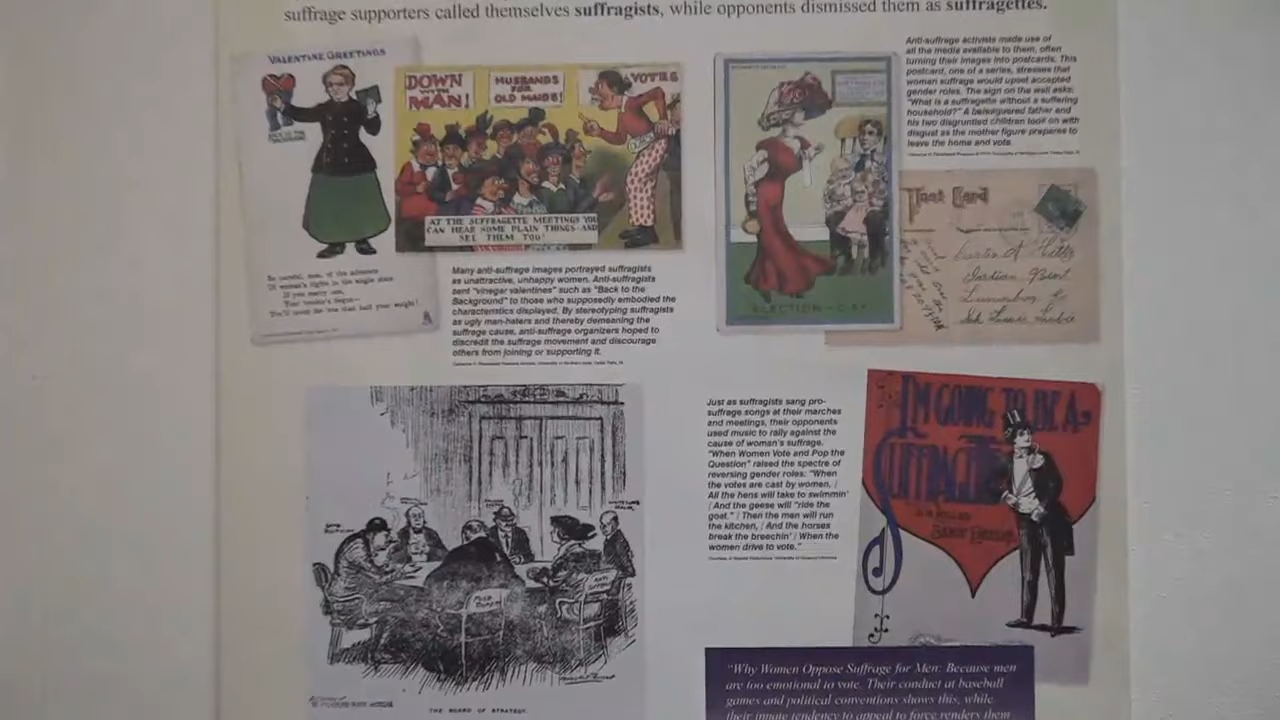 suffrage supporters called themselves suffragists, while opponents dismissed them as suffragettes.
VALENTINE GREETINGS
DOWN WITH MAN!
HUSBANDS FOR OLD MAIDS!
VOTES
AT THE SUFFRAGETTE MEETINGS YOU
CAN HEAR SOME PLAIN THINGS-AND
SEE THEM TOO!
Many anti-suffrage images portrayed suffragists
as unattractive, unhappy women. Anti-suffragists
sent "vinegar valentines" such as "Back to the
Background" to those who supposedly embodied the
characteristics displayed. By stereotyping suffragists
as ugly man-haters and thereby demeaning the
suffrage cause, anti-suffrage organizers hoped to
discredit the suffrage movement and discourage
others from joining or supporting it.
ELECTION-DAY
Anti-suffrage activists made use of
all the media available to them, often
turning their images into postcards. This
postcard, one of a series, stresses that
woman suffrage would upset accepted
gender roles. The sign on the wall asks:
"What is a suffragette without a suffering
household?" A beleaguered father and
his two disgruntled children look on with
disgust as the mother figure prepares to
leave the home and vote.
Post Card
THE BOARD OF STRATEGY.
Just as suffragists sang pro-
suffrage songs at their marches
and meetings, their opponents
used music to rally against the
cause of woman's suffrage.
"When Women Vote and Pop the
Question" raised the spectre of
reversing gender roles: "When
the votes are cast by women, /
All the hens will take to swimmin'
/ And the geese will "ride the
goat." / Then the men will run
the kitchen, / And the horses
break the breechin' / When the
women drive to vote."
I'M GOING TO BE A
SUFFRAGETTE
"Why Women Oppose Suffrage for Men: Because men
are too emotional to vote. Their conduct at baseball
games and political conventions shows this, while
their innate tendency to appeal to force renders them